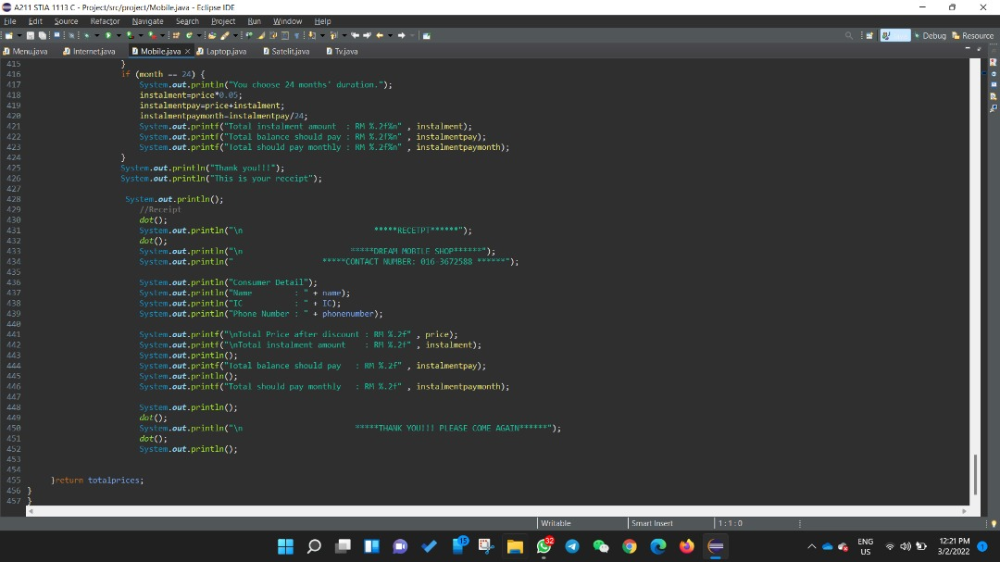 A211 STIA 1113 C - Project/src/project/Mobile.java - Eclipse IDE
File Edit Source Refactor Navigate Search Project Run Window Help
Debug Resource
Menu.java Internet.java Mobile.java Laptop.java Satelit.java Tv.java
415 }
416 if (month == 24) {
417 System.out.println("You choose 24 months' duration.");
418 instalment=price*0.05;
419 instalmentpay=price+instalment;
420 instalmentpaymonth=instalmentpay/24;
421 System.out.printf("Total instalment amount : RM %.2f%n" , instalment);
422 System.out.printf("Total balance should pay : RM %.2f%n" , instalmentpay);
423 System.out.printf("Total should pay monthly : RM %.2f%n" , instalmentpaymonth);
424 }
425 System.out.println("Thank you!!!");
426 System.out.println("This is your receipt");
427
428 System.out.println();
429 //Receipt
430 dot();
431 System.out.println("\n *****RECEIPT******");
432 dot();
433 System.out.println("\n *****DREAM MOBILE SHOP******");
434 System.out.println(" *****CONTACT NUMBER: 016-3672588 ******");
435
436 System.out.println("Consumer Detail");
437 System.out.println("Name : " + name);
438 System.out.println("IC : " + IC);
439 System.out.println("Phone Number : " + phonenumber);
440
441 System.out.printf("\nTotal Price after discount : RM %.2f" , price);
442 System.out.printf("\nTotal instalment amount : RM %.2f" , instalment);
443 System.out.println();
444 System.out.printf("Total balance should pay : RM %.2f" , instalmentpay);
445 System.out.println();
446 System.out.printf("Total should pay monthly : RM %.2f" , instalmentpaymonth);
447
448 System.out.println();
449 dot();
450 System.out.println("\n *****THANK YOU!!! PLEASE COME AGAIN******");
451 dot();
452 System.out.println();
453
454
455 }return totalprices;
456 }
457 }
Writable Smart Insert 1 : 1 : 0
15 32 ENG US 12:21 PM 3/2/2022 1